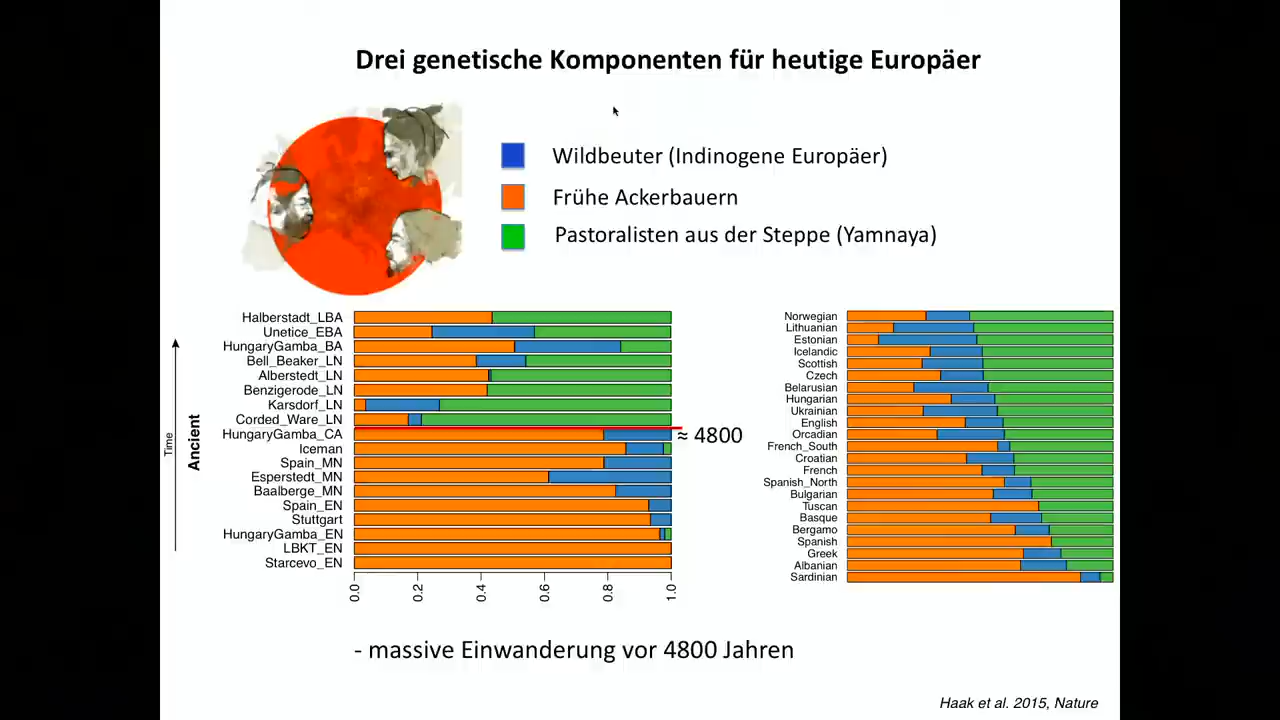 Drei genetische Komponenten für heutige Europäer
Wildbeuter (Indinogene Europäer)
Frühe Ackerbauern
Pastoralisten aus der Steppe (Yamnaya)
Time
Ancient
Halberstadt_LBA
Unetice_EBA
HungaryGamba_BA
Bell_Beaker_LN
Alberstedt_LN
Benzigerode_LN
Karsdorf_LN
Corded_Ware_LN
HungaryGamba_CA
Iceman
Spain_MN
Esperstedt_MN
Baalberge_MN
Spain_EN
Stuttgart
HungaryGamba_EN
LBKT_EN
Starcevo_EN
≈ 4800
0.0
0.2
0.4
0.6
0.8
1.0
Norwegian
Lithuanian
Estonian
Icelandic
Scottish
Czech
Belarusian
Hungarian
Ukrainian
English
Orcadian
French_South
Croatian
French
Spanish_North
Bulgarian
Tuscan
Basque
Bergamo
Spanish
Greek
Albanian
Sardinian
- massive Einwanderung vor 4800 Jahren
Haak et al. 2015, Nature